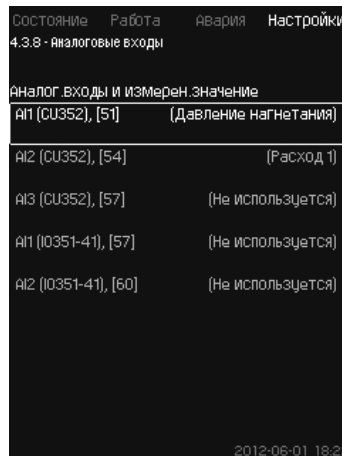 Состояние Работа Авария Настройки
4.3.8 - Аналоговые входы
Аналог.входы и измерен.значение
AI1 (CU352), [51] (Давление нагнетания)
AI2 (CU352), [54] (Расход 1)
AI3 (CU352), [57] (Не используется)
AI1 (IO351-41), [57] (Не используется)
AI2 (IO351-41), [60] (Не используется)
2012-06-01 18:2